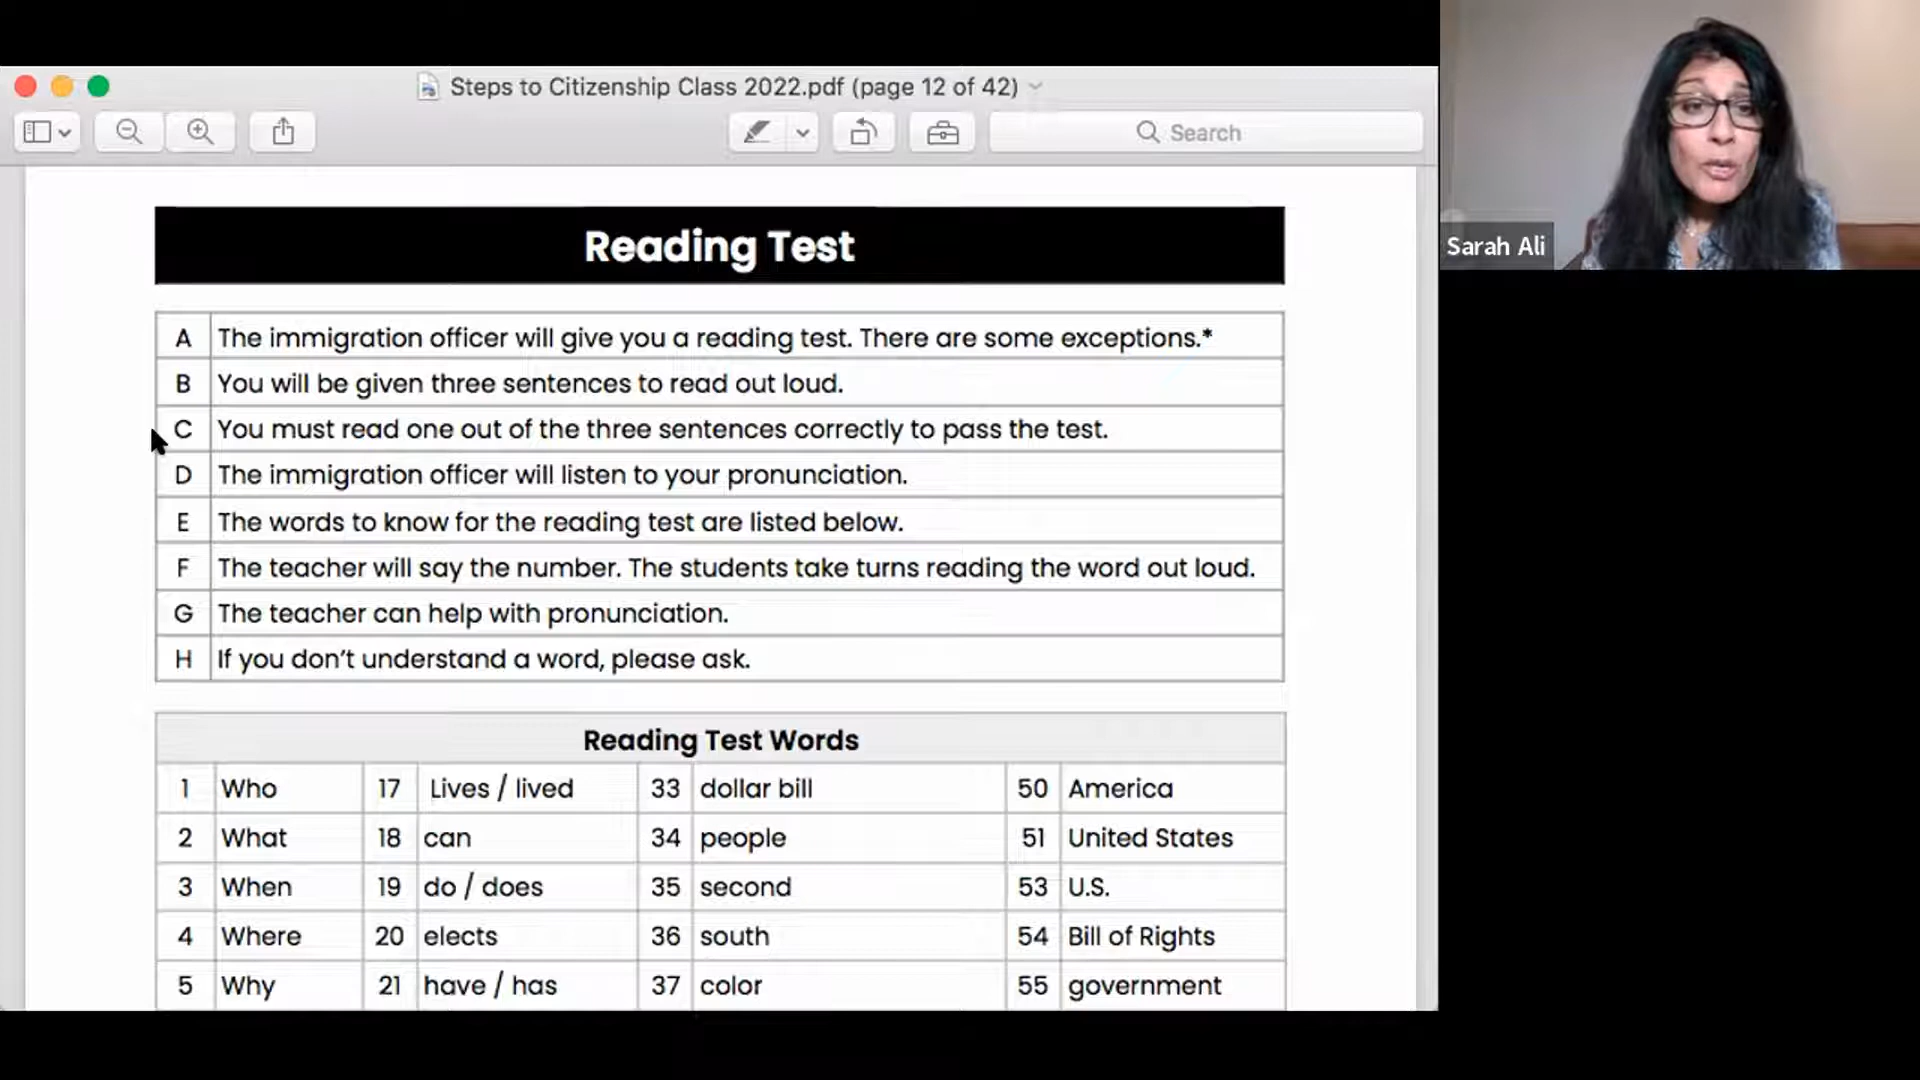 Steps to Citizenship Class 2022.pdf (page 12 of 42)
Search
Sarah Ali
Reading Test
A The immigration officer will give you a reading test. There are some exceptions.*
B You will be given three sentences to read out loud.
C You must read one out of the three sentences correctly to pass the test.
D The immigration officer will listen to your pronunciation.
E The words to know for the reading test are listed below.
F The teacher will say the number. The students take turns reading the word out loud.
G The teacher can help with pronunciation.
H If you don't understand a word, please ask.
Reading Test Words
1 Who 17 Lives / lived 33 dollar bill 50 America
2 What 18 can 34 people 51 United States
3 When 19 do / does 35 second 53 U.S.
4 Where 20 elects 36 south 54 Bill of Rights
5 Why 21 have / has 37 color 55 government